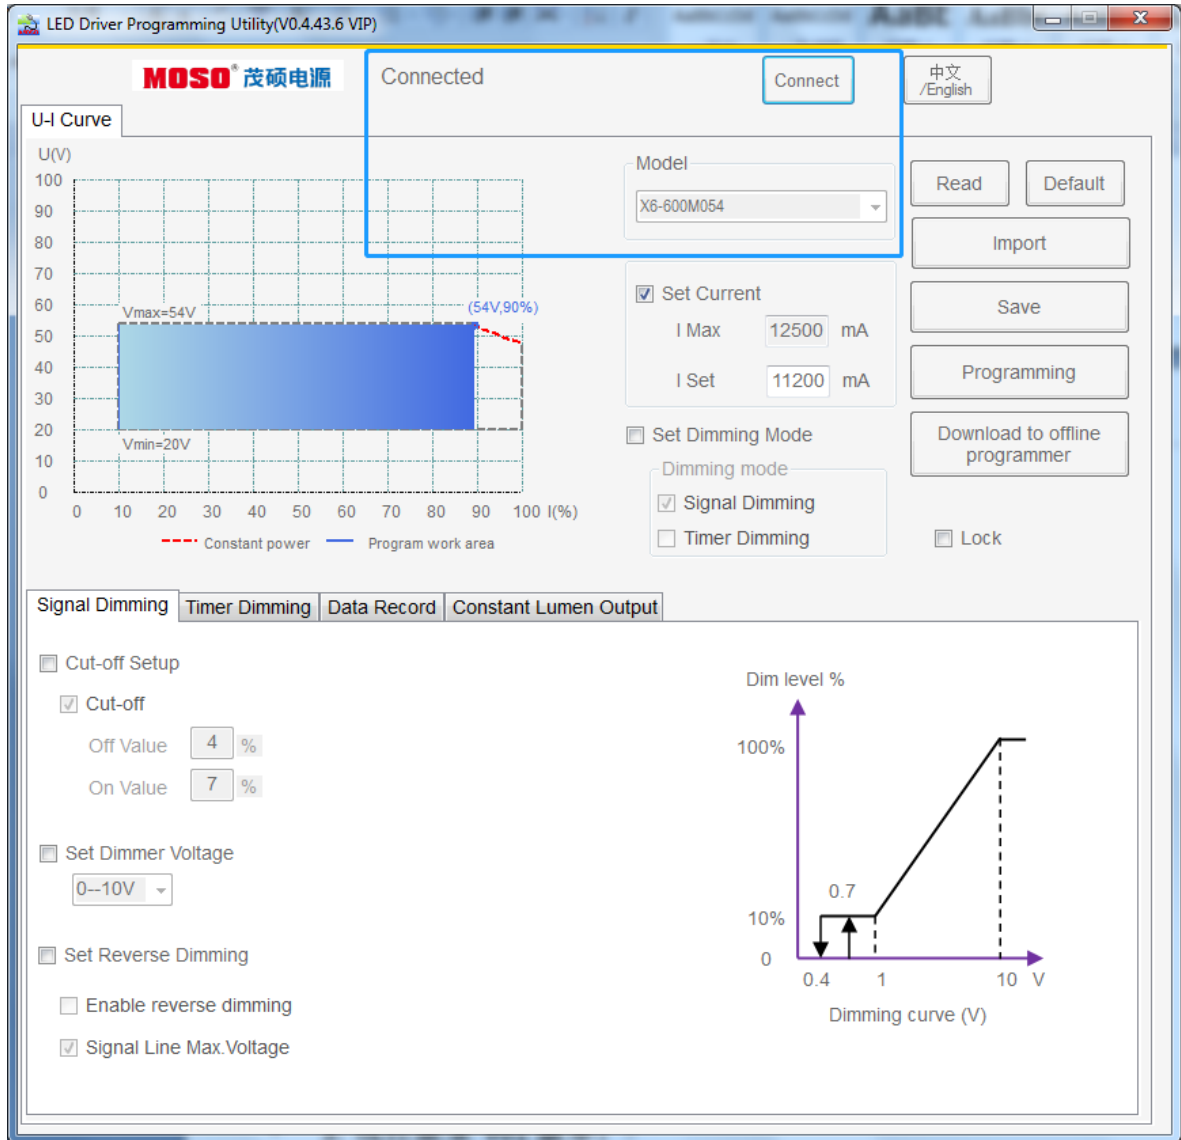 LED Driver Programming Utility(V0.4.43.6 VIP)
MOSO® 茂硕电源
Connected
Connect
中文
/English
U-I Curve
U(V)
100
90
80
70
60
50
40
30
20
10
0
Vmax=54V
(54V,90%)
Vmin=20V
0 10 20 30 40 50 60 70 80 90 100 I(%)
Constant power
Program work area
Model
X6-600M054
Read
Default
Import
Save
Programming
Download to offline
programmer
Lock
Set Current
I Max 12500 mA
I Set 11200 mA
Set Dimming Mode
Dimming mode
Signal Dimming
Timer Dimming
Signal Dimming
Timer Dimming
Data Record
Constant Lumen Output
Cut-off Setup
Cut-off
Off Value 4 %
On Value 7 %
Set Dimmer Voltage
0--10V
Set Reverse Dimming
Enable reverse dimming
Signal Line Max.Voltage
Dim level %
100%
0.7
10%
0
0.4 1 10 V
Dimming curve (V)